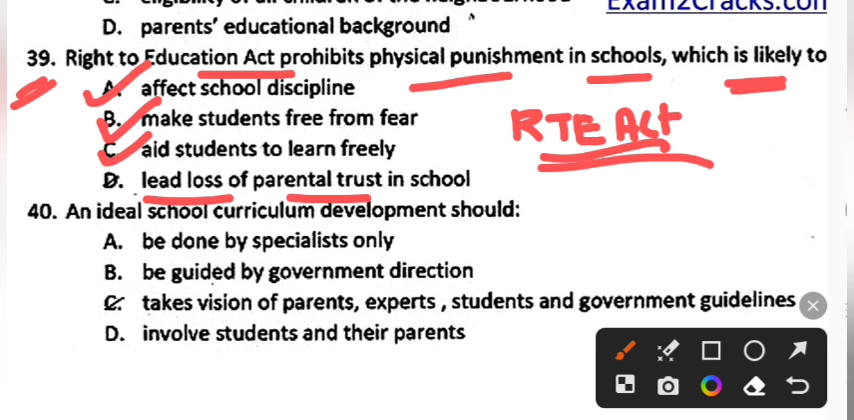 D. parents' educational background
39. Right to Education Act prohibits physical punishment in schools, which is likely to
A. affect school discipline
B. make students free from fear
C. aid students to learn freely
D. lead loss of parental trust in school
RTE Act
40. An ideal school curriculum development should:
A. be done by specialists only
B. be guided by government direction
C. takes vision of parents, experts , students and government guidelines
D. involve students and their parents